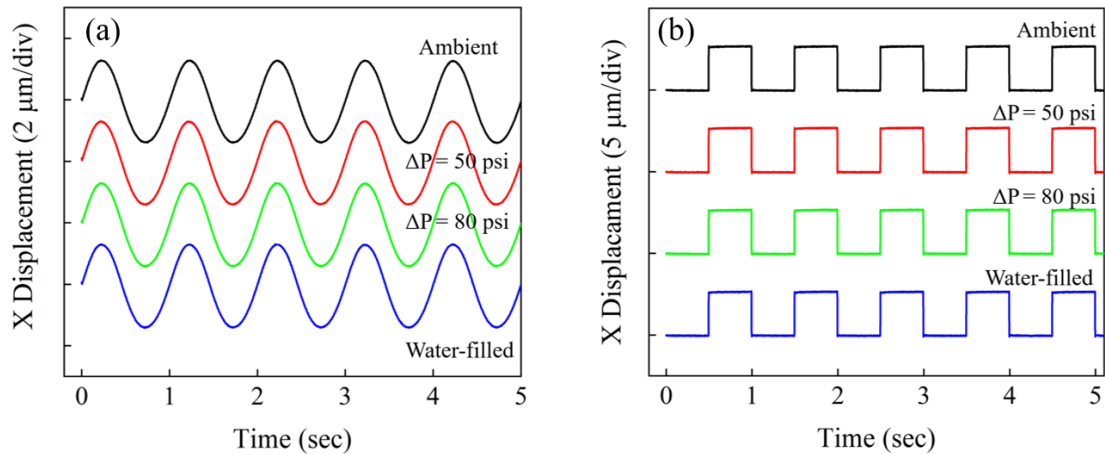 (a)
Ambient
ΔP = 50 psi
ΔP = 80 psi
Water-filled
X Displacement (2 μm/div)
0 1 2 3 4 5
Time (sec)
(b)
Ambient
ΔP = 50 psi
ΔP = 80 psi
Water-filled
X Displacament (5 μm/div)
0 1 2 3 4 5
Time (sec)